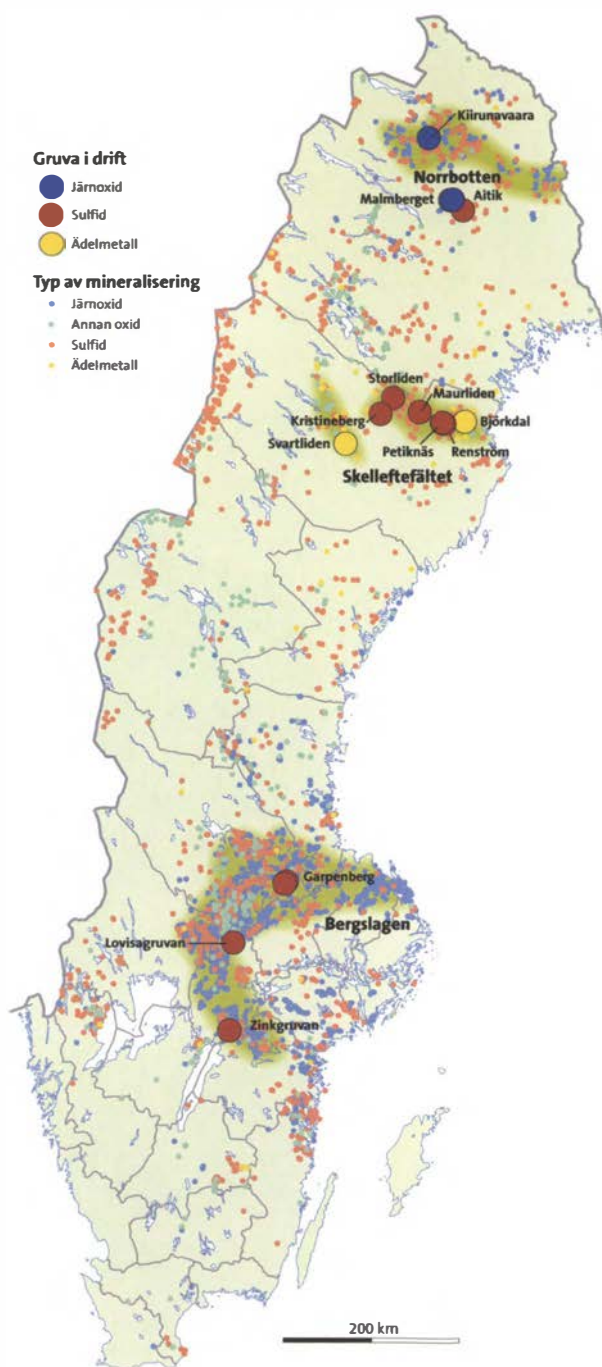 Gruva i drift
Järnoxid
Sulfid
Ädelmetall
Typ av mineralisering
Järnoxid
Annan oxid
Sulfid
Ädelmetall
Kiirunavaara
Norrbotten
Malmberget
Aitik
Storliden
Maurliden
Kristineberg
Björkdal
Svartliden
Petiknäs
Renström
Skelleftefältet
Garpenberg
Bergslagen
Lovisagruvan
Zinkgruvan
200 km